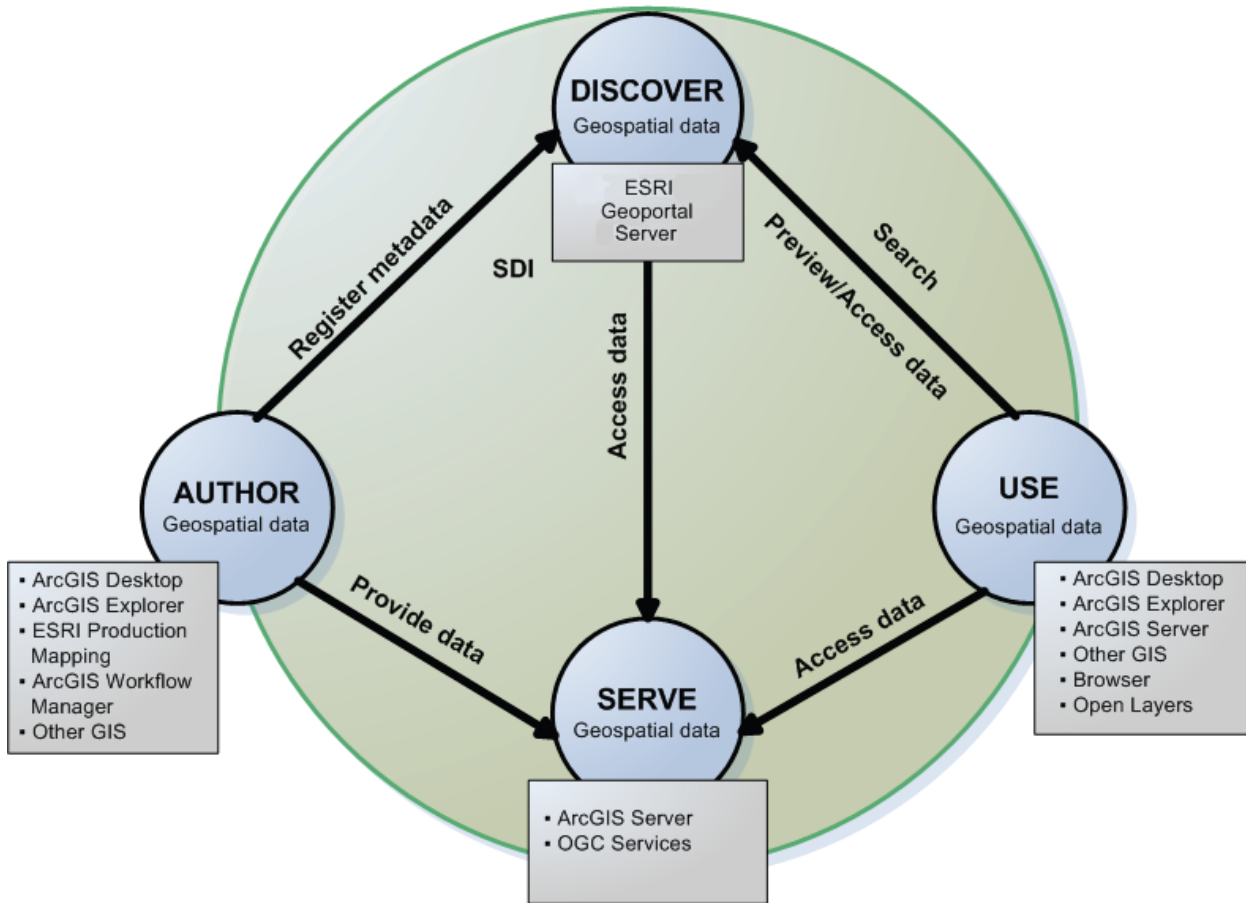 DISCOVER
Geospatial data
ESRI
Geoportal
Server
Register metadata
SDI
Access data
Search
Preview/Access data
AUTHOR
Geospatial data
▪ ArcGIS Desktop
▪ ArcGIS Explorer
▪ ESRI Production
Mapping
▪ ArcGIS Workflow
Manager
▪ Other GIS
Provide data
USE
Geospatial data
▪ ArcGIS Desktop
▪ ArcGIS Explorer
▪ ArcGIS Server
▪ Other GIS
▪ Browser
▪ Open Layers
Access data
SERVE
Geospatial data
▪ ArcGIS Server
▪ OGC Services